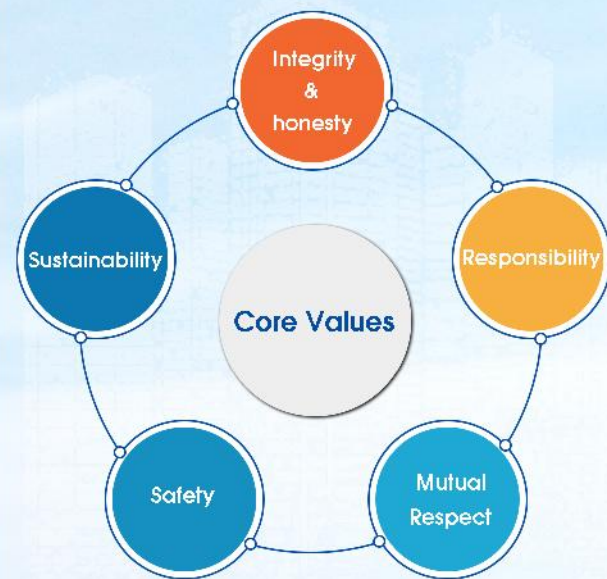 Integrity
&
honesty
Responsibility
Mutual
Respect
Safety
Sustainability
Core Values